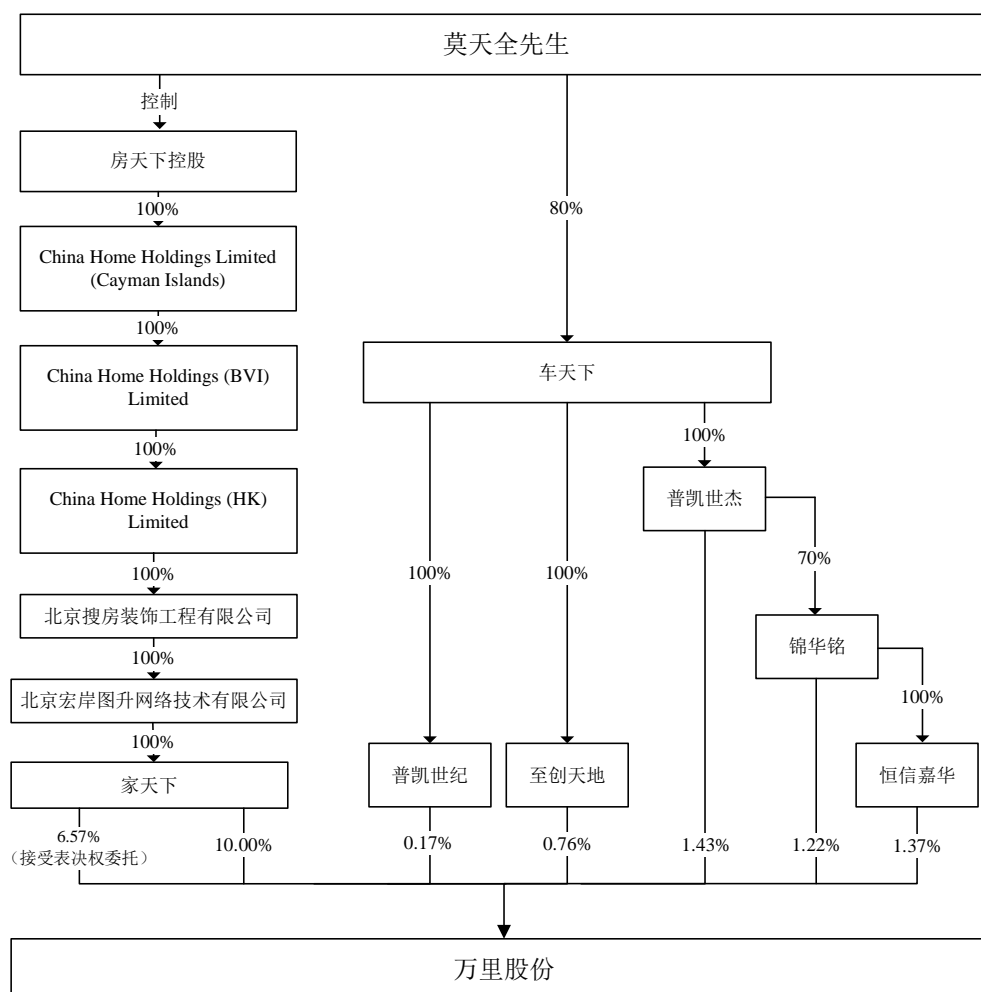 莫天全先生
控制
房天下控股
100%
80%
China Home Holdings Limited
(Cayman Islands)
100%
China Home Holdings (BVI)
Limited
车天下
100%
100%
China Home Holdings (HK)
Limited
普凯世杰
100%
100%
100%
70%
北京搜房装饰工程有限公司
锦华铭
100%
北京宏岸图升网络技术有限公司
100%
100%
家天下
普凯世纪
至创天地
恒信嘉华
6.57%
(接受表决权委托)
10.00%
0.17%
0.76%
1.43%
1.22%
1.37%
万里股份